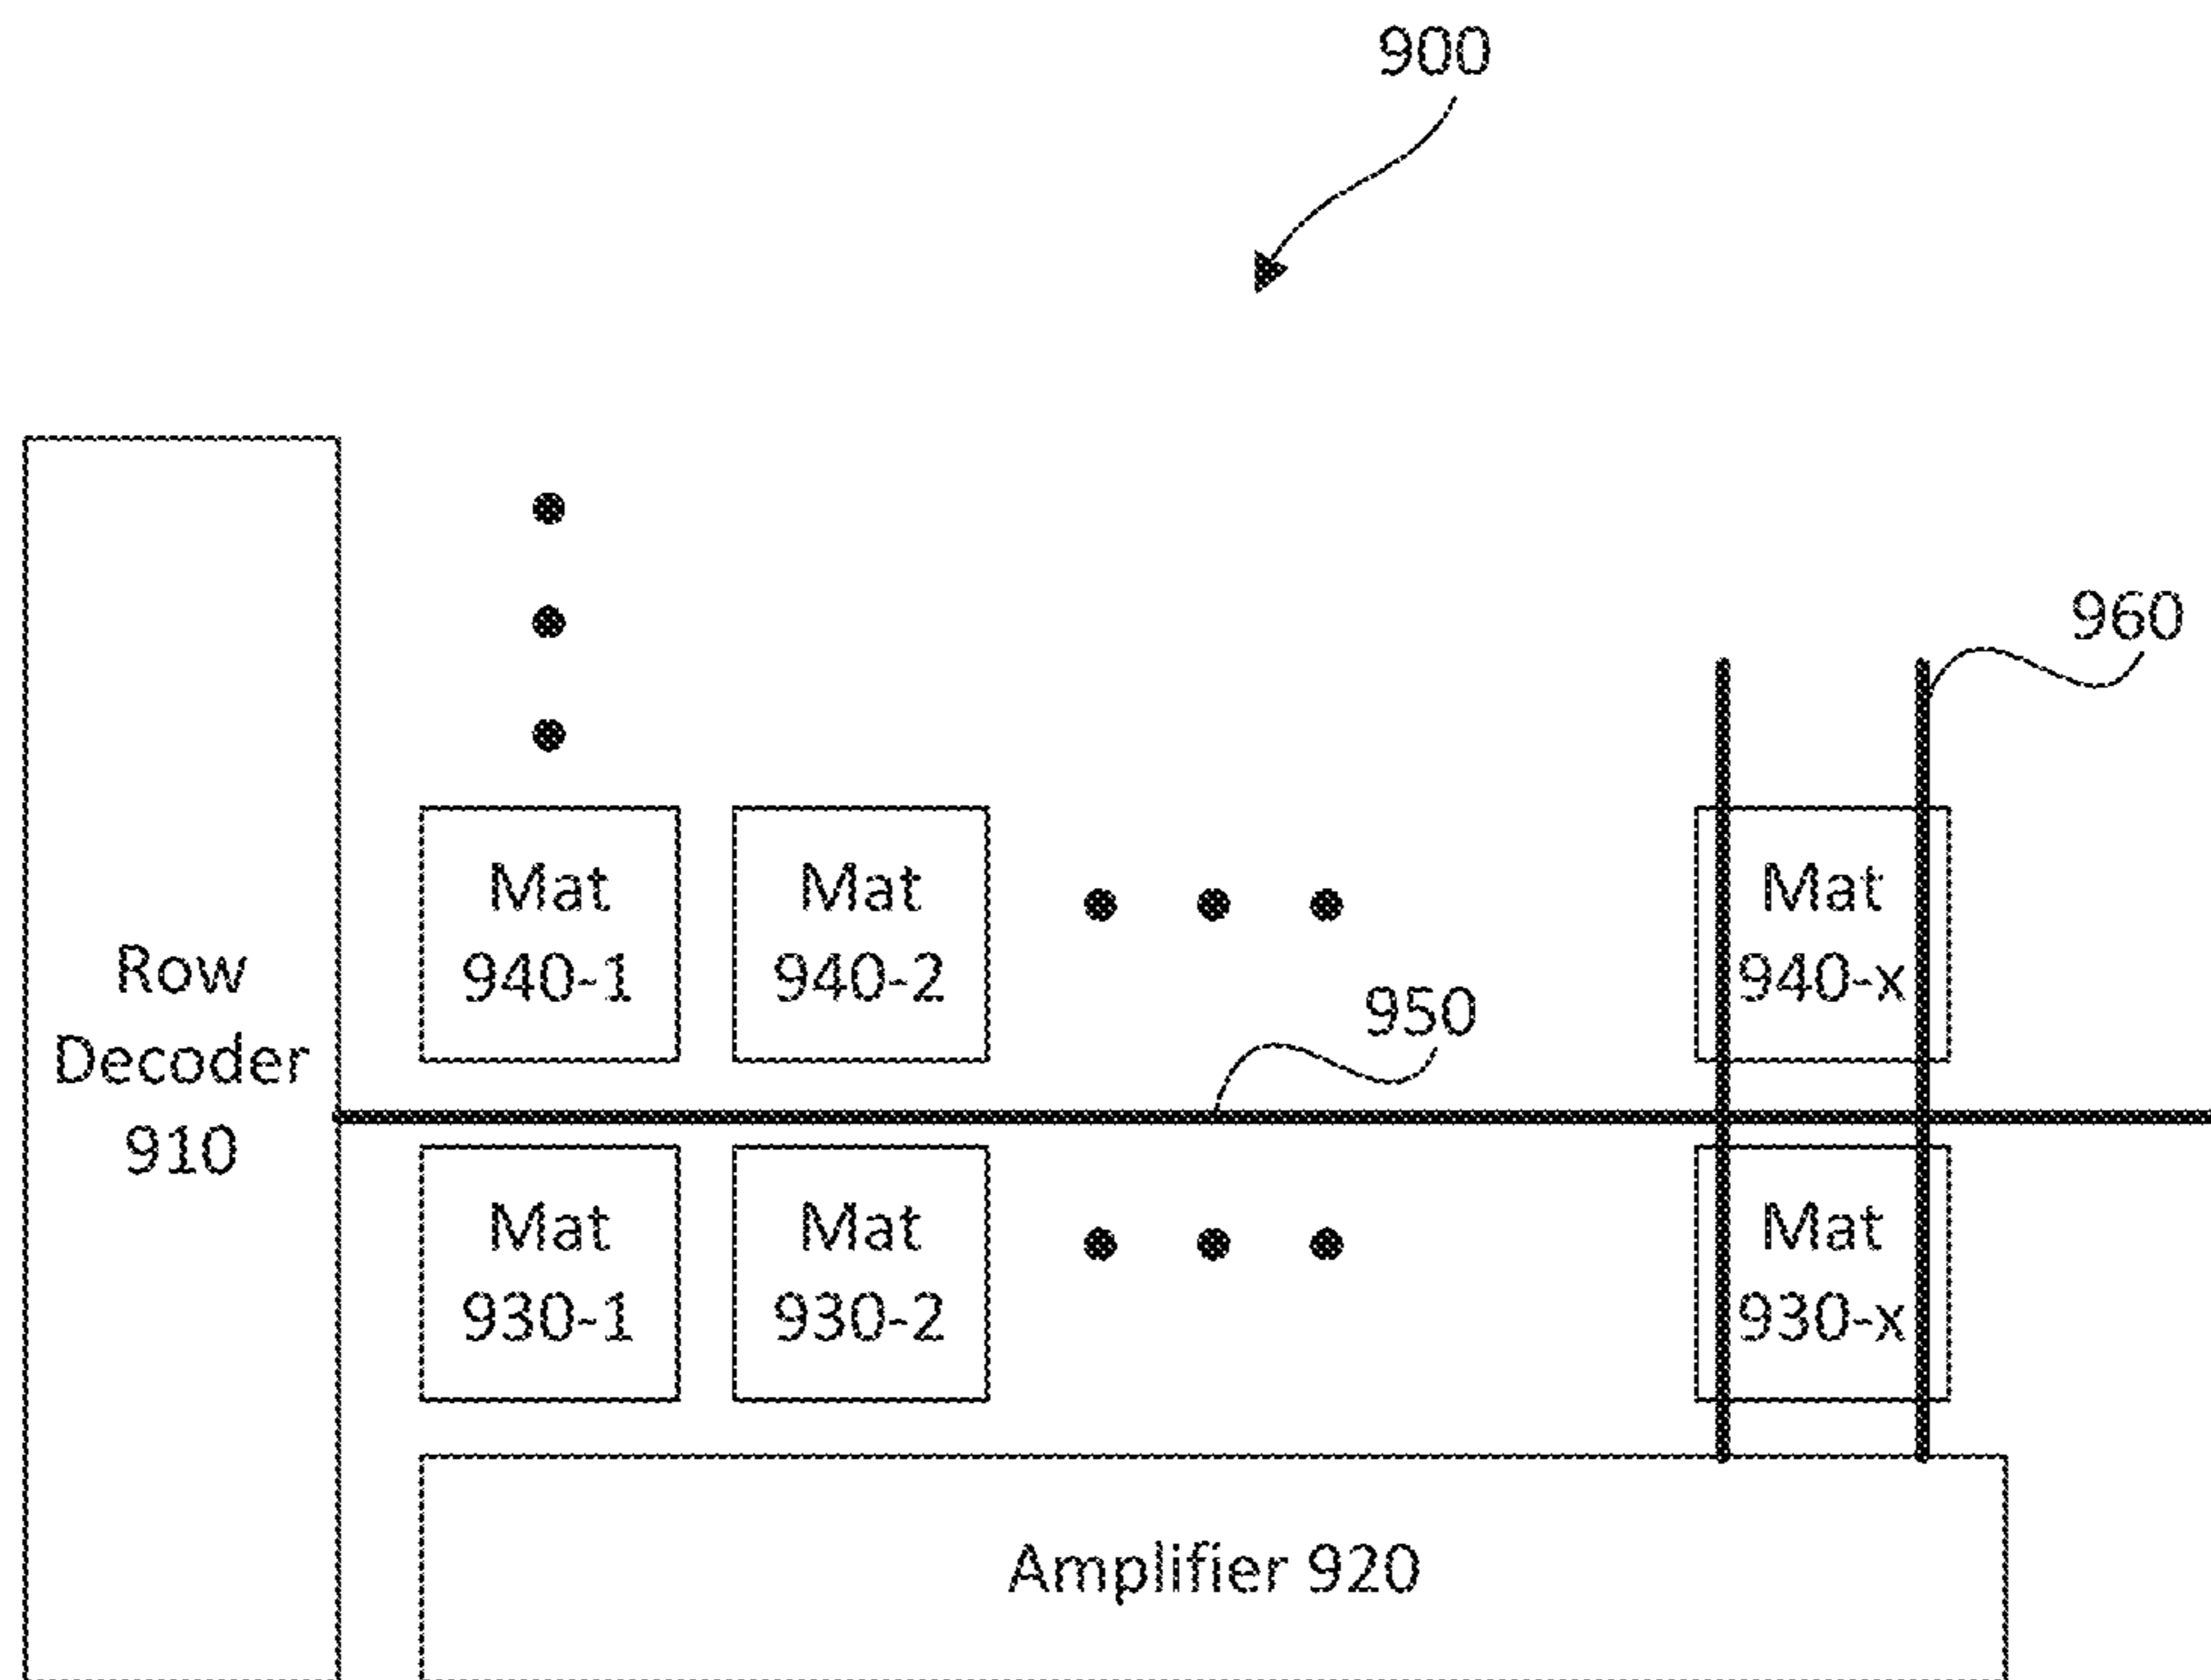 900
960
Mat
940-1
Mat
940-2
Mat
940-x
Row
Decoder
910
950
Mat
930-1
Mat
930-2
Mat
930-x
Amplifier 920